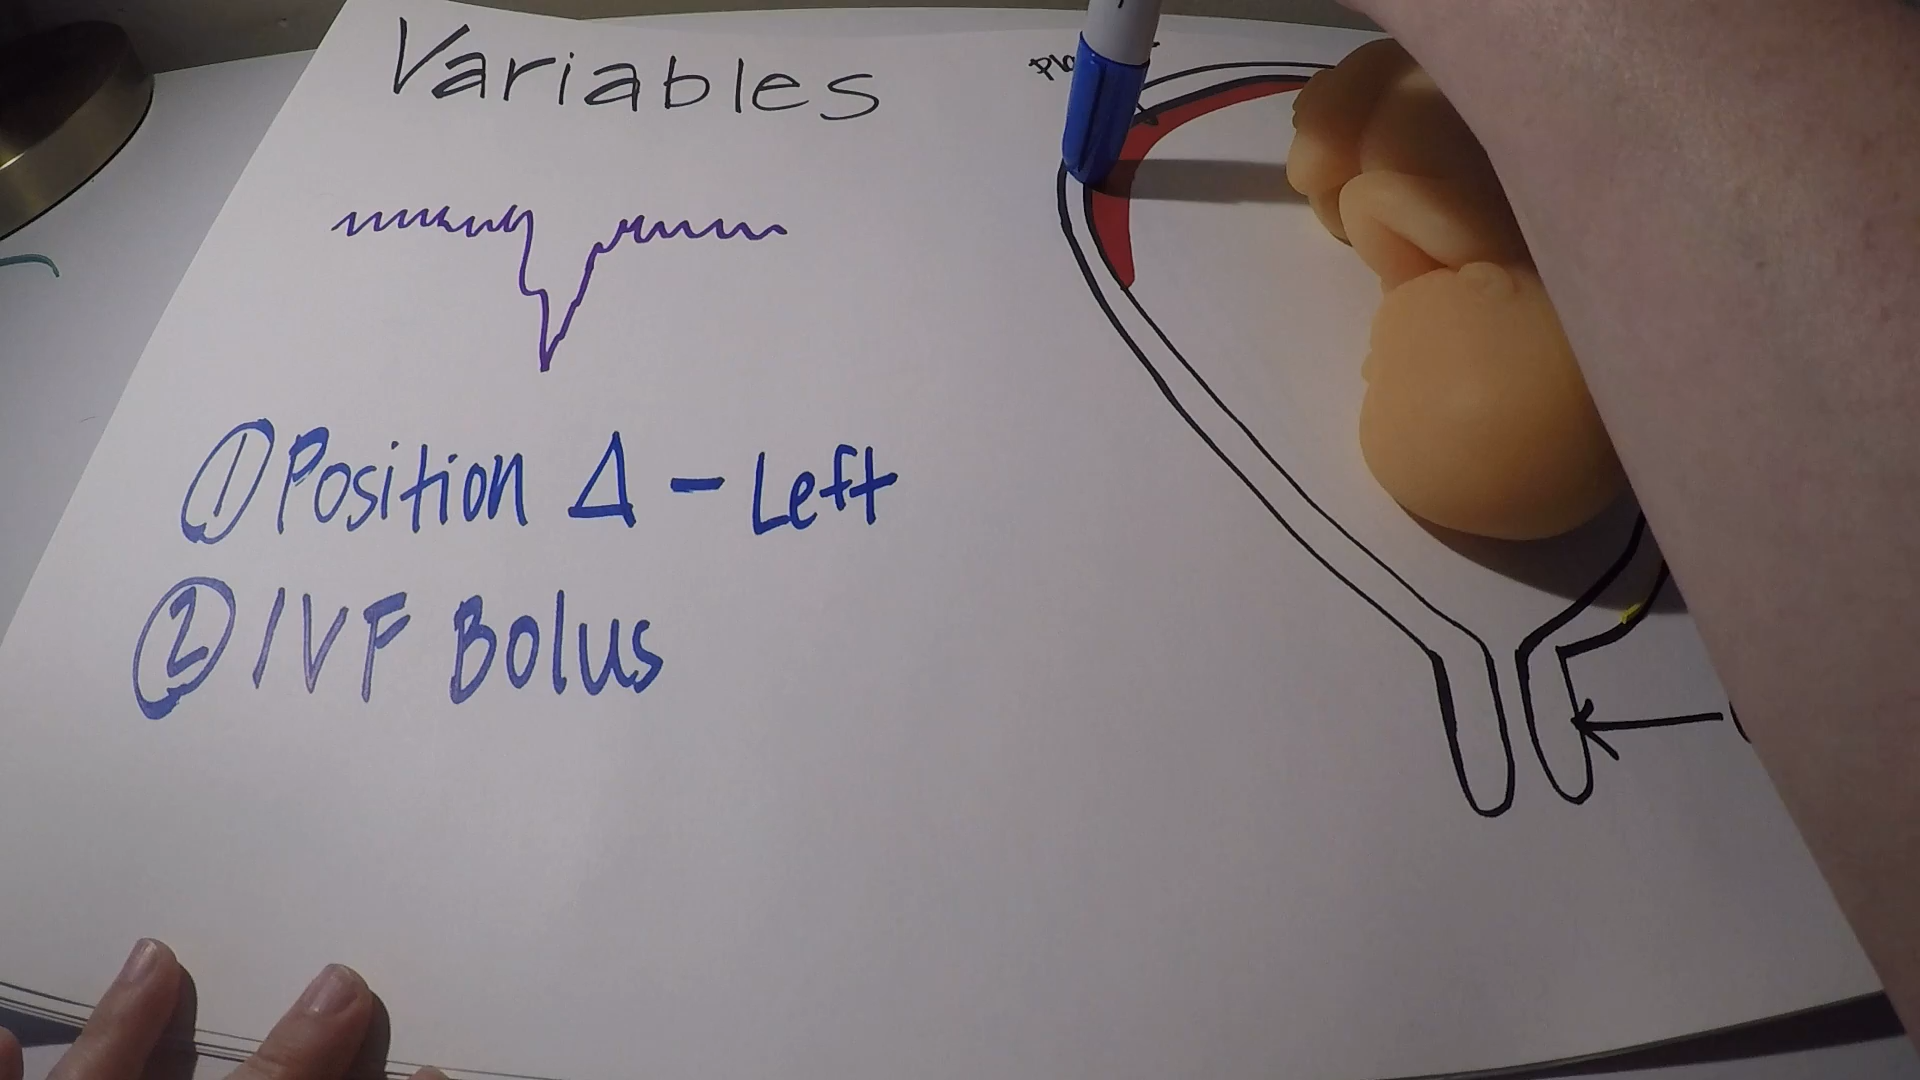 Variables
① Position Δ - Left
② IVF Bolus